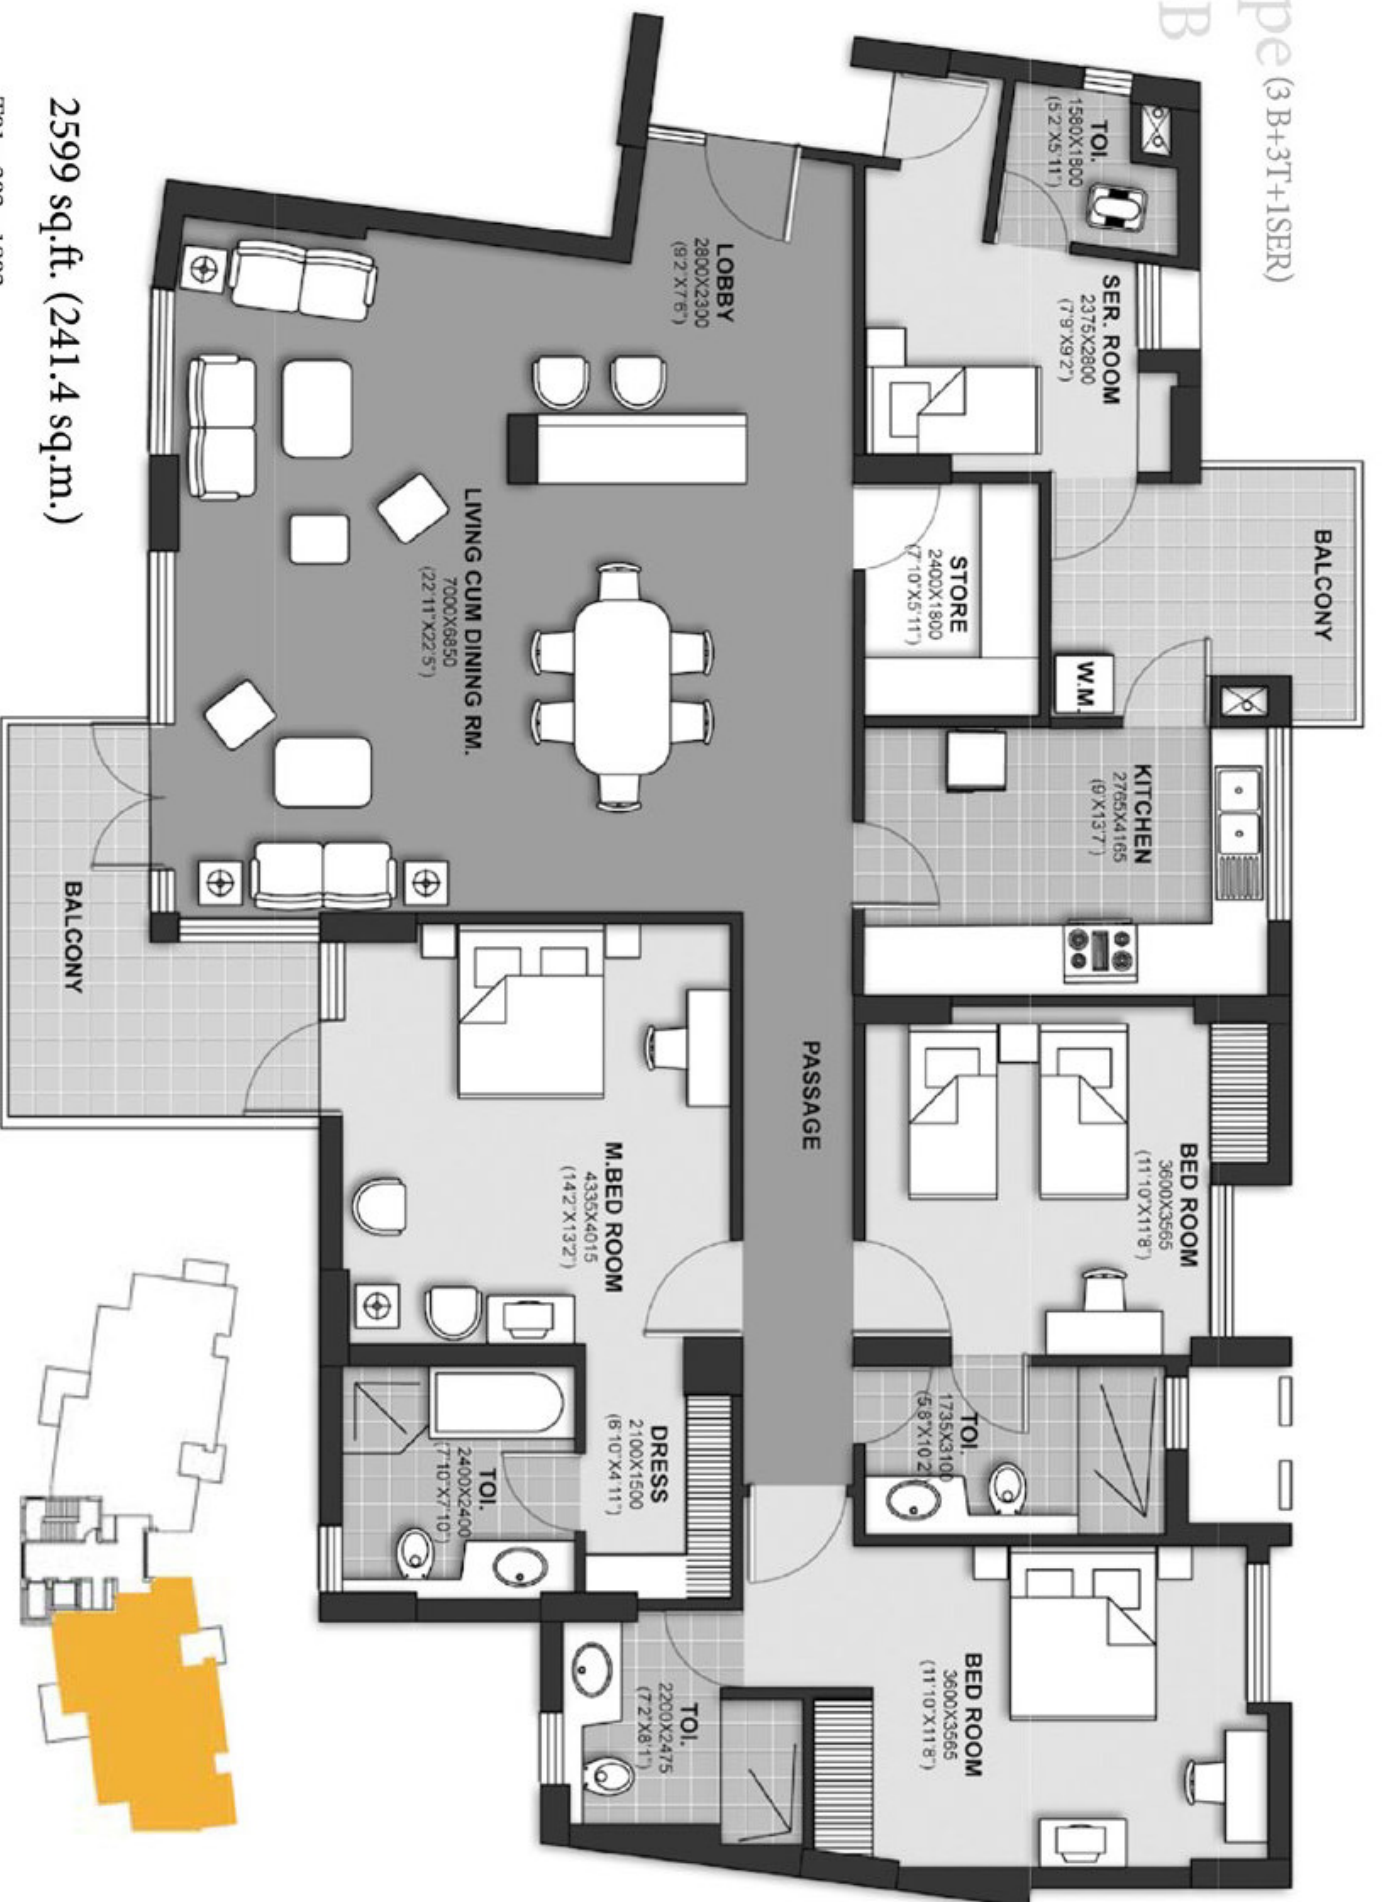 pe (3 B+3T+1SER)
B
TOI.
1580X1800
(5'2"X5'11")
SER. ROOM
2375X2800
(7'9"X9'2")
BALCONY
LOBBY
2800X2300
(9'2"X7'6")
STORE
2400X1800
(7'10"X5'11")
W.M.
KITCHEN
2765X4165
(9'X13'7")
LIVING CUM DINING RM.
7000X6850
(22'11"X22'5")
BALCONY
PASSAGE
BED ROOM
3600X3565
(11'10"X11'8")
M.BED ROOM
4335X4015
(14'2"X13'2")
TOI.
1735X3100
(5'8"X10'2")
DRESS
2100X1500
(6'10"X4'11")
TOI.
2400X2400
(7'10"X7'10")
BED ROOM
3600X3565
(11'10"X11'8")
TOI.
2200X2475
(7'2"X8'1")
2599 sq.ft. (241.4 sq.m.)